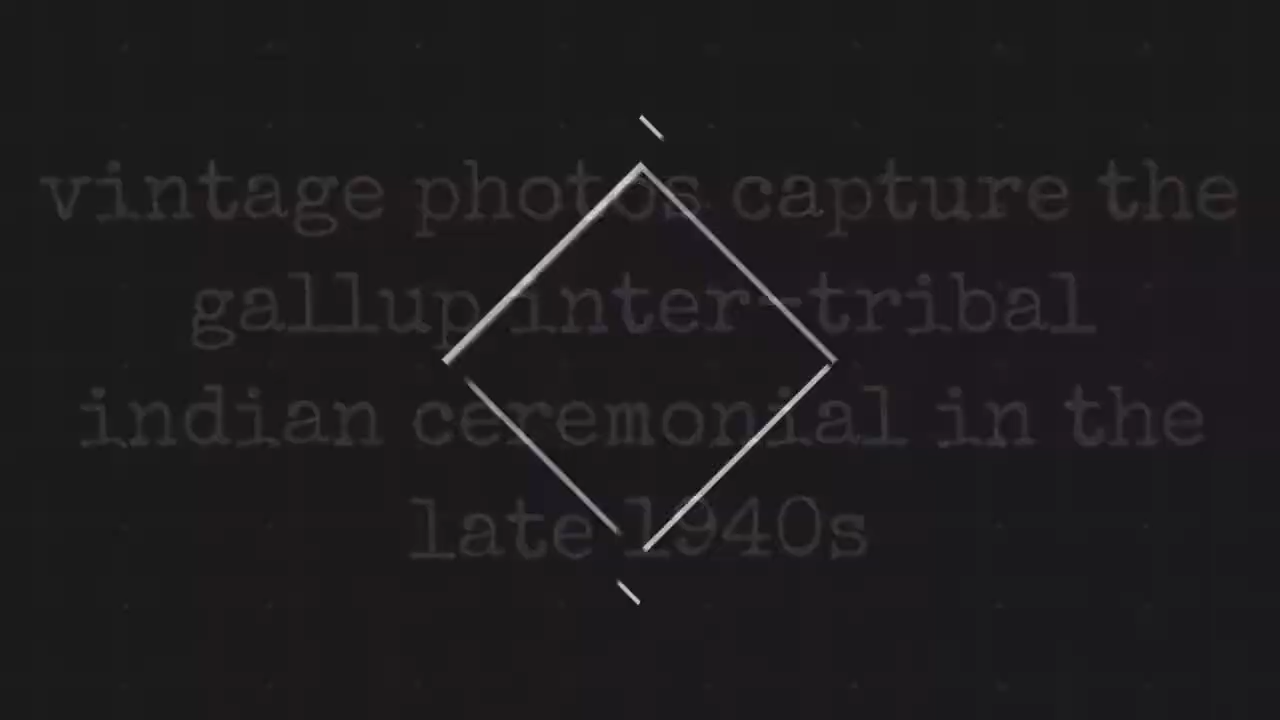 vintage photos capture the
gallup inter-tribal
indian ceremonial in the
late 1940s